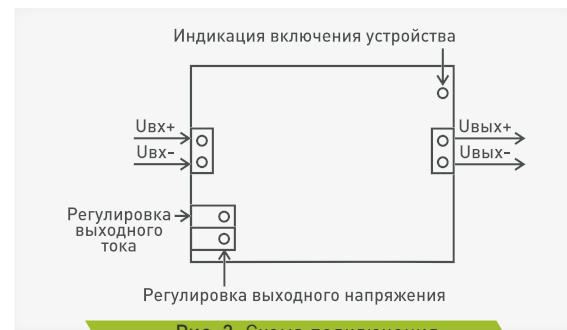 Индикация включения устройства
Uвх+
Uвх-
Uвых+
Uвых-
Регулировка
выходного
тока
Регулировка выходного напряжения